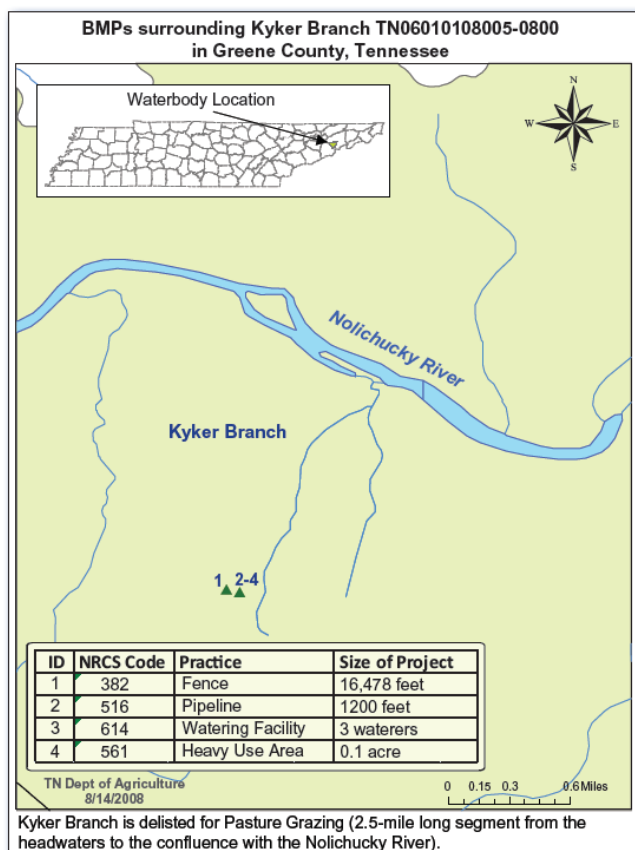 BMPs surrounding Kyker Branch TN06010108005-0800
in Greene County, Tennessee
Waterbody Location
N
W E
S
Nolichucky River
Kyker Branch
1 2-4
ID NRCS Code Practice Size of Project
1 382 Fence 16,478 feet
2 516 Pipeline 1200 feet
3 614 Watering Facility 3 waterers
4 561 Heavy Use Area 0.1 acre
TN Dept of Agriculture
8/14/2008
0 0.15 0.3 0.6 Miles
Kyker Branch is delisted for Pasture Grazing (2.5-mile long segment from the
headwaters to the confluence with the Nolichucky River).